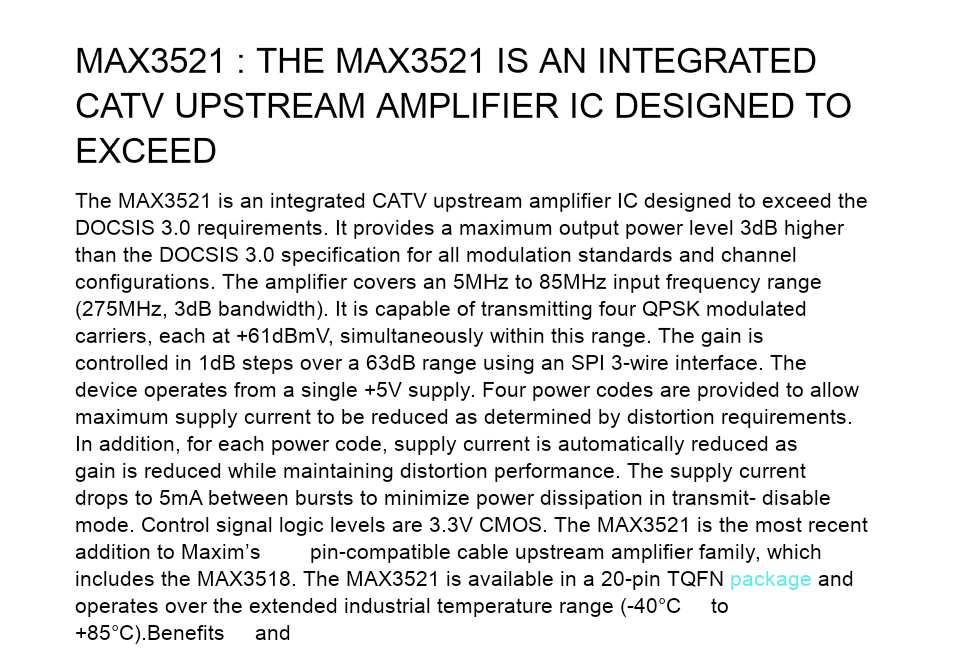 MAX3521 : THE MAX3521 IS AN INTEGRATED
CATV UPSTREAM AMPLIFIER IC DESIGNED TO
EXCEED
The MAX3521 is an integrated CATV upstream amplifier IC designed to exceed the
DOCSIS 3.0 requirements. It provides a maximum output power level 3dB higher
than the DOCSIS 3.0 specification for all modulation standards and channel
configurations. The amplifier covers an 5MHz to 85MHz input frequency range
(275MHz, 3dB bandwidth). It is capable of transmitting four QPSK modulated
carriers, each at +61dBmV, simultaneously within this range. The gain is
controlled in 1dB steps over a 63dB range using an SPI 3-wire interface. The
device operates from a single +5V supply. Four power codes are provided to allow
maximum supply current to be reduced as determined by distortion requirements.
In addition, for each power code, supply current is automatically reduced as
gain is reduced while maintaining distortion performance. The supply current
drops to 5mA between bursts to minimize power dissipation in transmit- disable
mode. Control signal logic levels are 3.3V CMOS. The MAX3521 is the most recent
addition to Maxim’s pin-compatible cable upstream amplifier family, which
includes the MAX3518. The MAX3521 is available in a 20-pin TQFN package and
operates over the extended industrial temperature range (-40°C to
+85°C).Benefits and